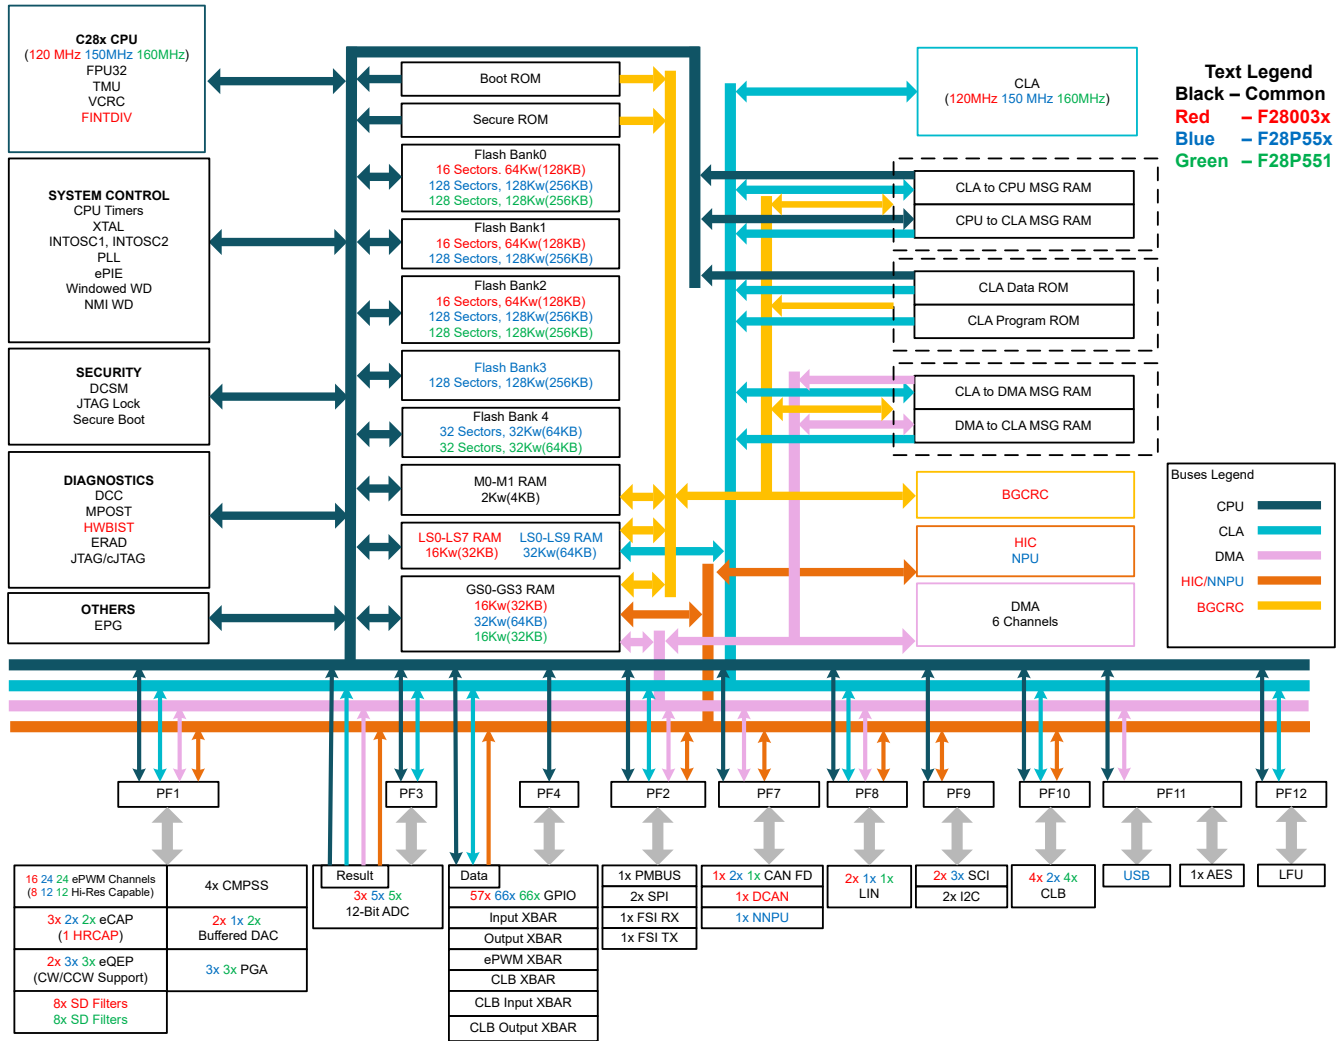 C28x CPU
(120 MHz 150MHz 160MHz)
FPU32
TMU
VCRC
FINTDIV
SYSTEM CONTROL
CPU Timers
XTAL
INTOSC1, INTOSC2
PLL
ePIE
Windowed WD
NMI WD
SECURITY
DCSM
JTAG Lock
Secure Boot
DIAGNOSTICS
DCC
MPOST
HWBIST
ERAD
JTAG/cJTAG
OTHERS
EPG
Boot ROM
Secure ROM
Flash Bank0
16 Sectors. 64Kw(128KB)
128 Sectors, 128Kw(256KB)
128 Sectors, 128Kw(256KB)
Flash Bank1
16 Sectors, 64Kw(128KB)
128 Sectors, 128Kw(256KB)
Flash Bank2
16 Sectors, 64Kw(128KB)
128 Sectors, 128Kw(256KB)
128 Sectors, 128Kw(256KB)
Flash Bank3
128 Sectors, 128Kw(256KB)
Flash Bank 4
32 Sectors, 32Kw(64KB)
32 Sectors, 32Kw(64KB)
M0-M1 RAM
2Kw(4KB)
LS0-LS7 RAM LS0-LS9 RAM
16Kw(32KB) 32Kw(64KB)
GS0-GS3 RAM
16Kw(32KB)
32Kw(64KB)
16Kw(32KB)
CLA
(120MHz 150 MHz 160MHz)
CLA to CPU MSG RAM
CPU to CLA MSG RAM
CLA Data ROM
CLA Program ROM
CLA to DMA MSG RAM
DMA to CLA MSG RAM
BGCRC
HIC
NPU
DMA
6 Channels
Text Legend
Black – Common
Red – F28003x
Blue – F28P55x
Green – F28P551
Buses Legend
CPU
CLA
DMA
HIC/NNPU
BGCRC
PF1
PF3
PF4
PF2
PF7
PF8
PF9
PF10
PF11
PF12
16 24 24 ePWM Channels
(8 12 12 Hi-Res Capable)
4x CMPSS
3x 2x 2x eCAP
(1 HRCAP)
2x 1x 2x
Buffered DAC
2x 3x 3x eQEP
(CW/CCW Support)
3x 3x PGA
8x SD Filters
8x SD Filters
Result
3x 5x 5x
12-Bit ADC
Data
57x 66x 66x GPIO
Input XBAR
Output XBAR
ePWM XBAR
CLB XBAR
CLB Input XBAR
CLB Output XBAR
1x PMBUS
2x SPI
1x FSI RX
1x FSI TX
1x 2x 1x CAN FD
1x DCAN
1x NNPU
2x 1x 1x
LIN
2x 3x SCI
2x I2C
4x 2x 4x
CLB
USB
1x AES
LFU